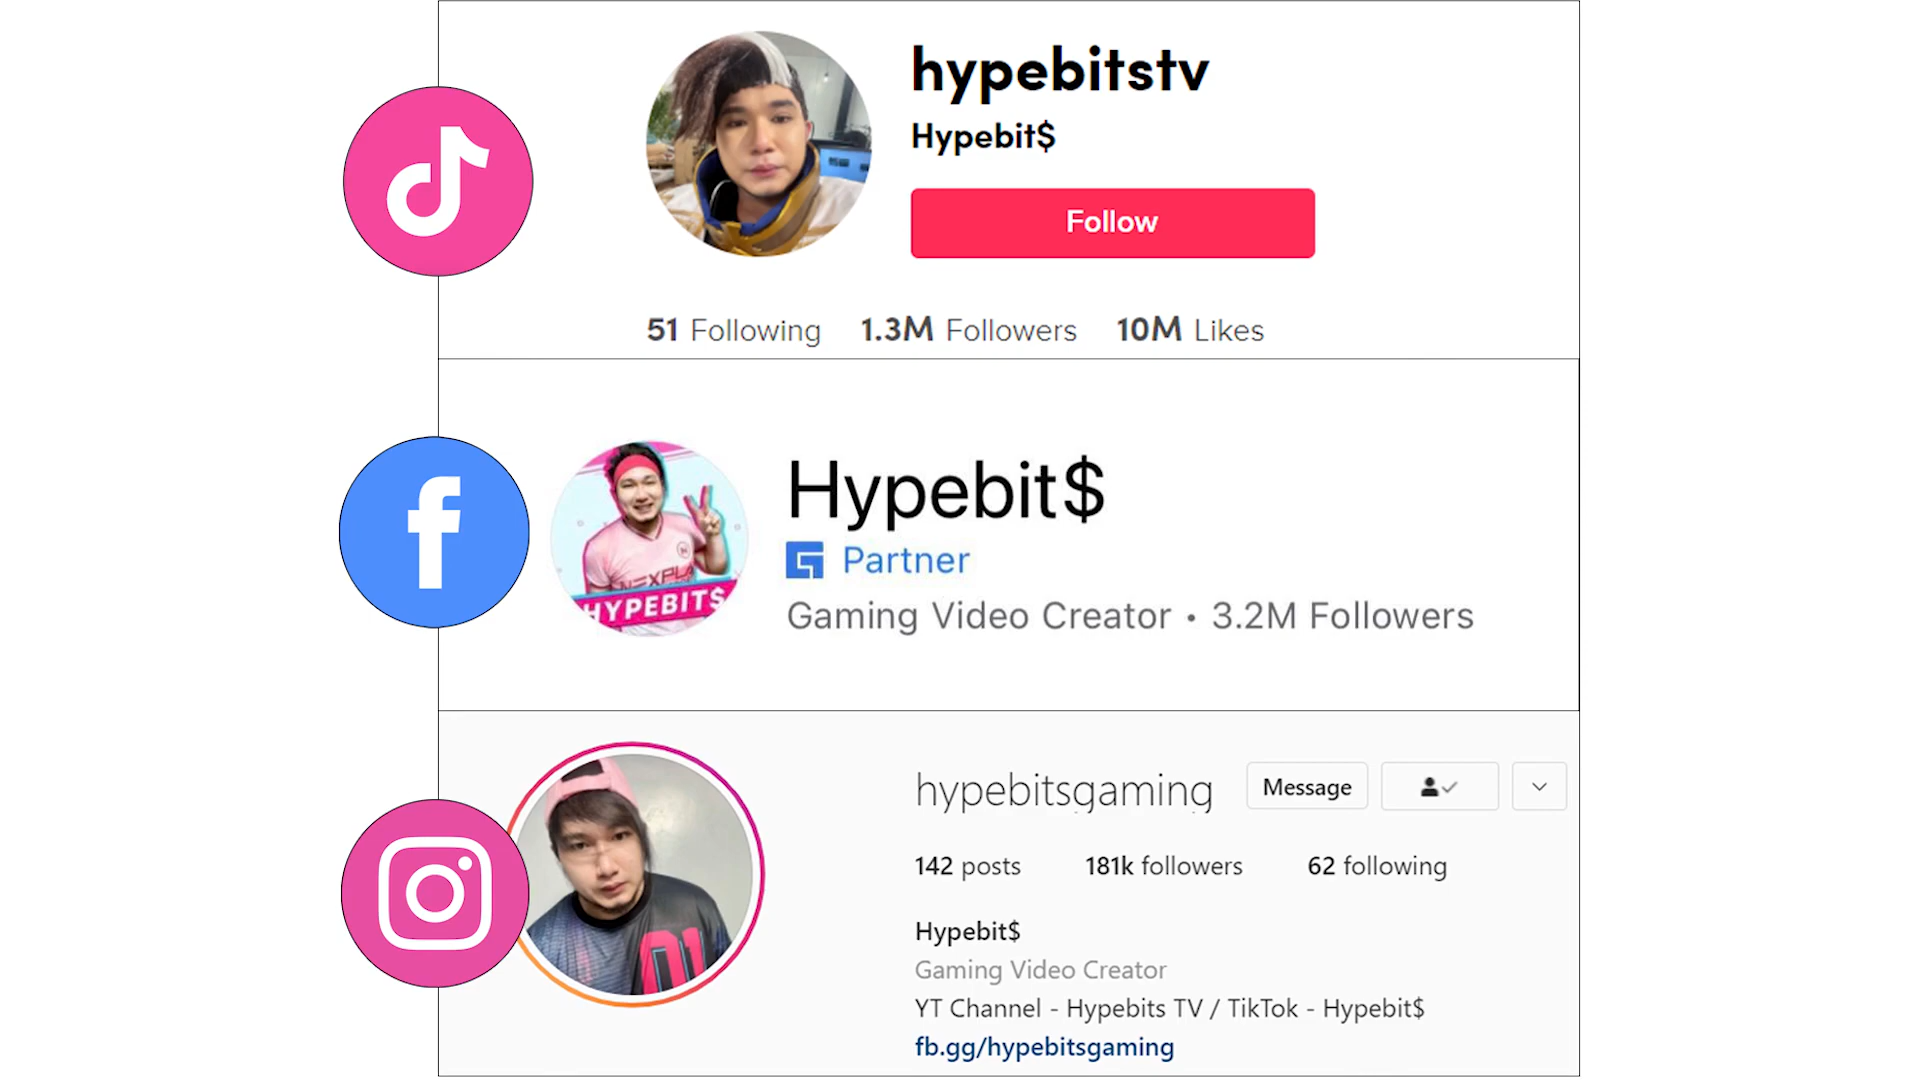 hypebitstv
Hypebit$
Follow
51 Following 1.3M Followers 10M Likes
Hypebit$
Partner
Gaming Video Creator • 3.2M Followers
HYPEBIT$
hypebitsgaming Message
142 posts 181k followers 62 following
Hypebit$
Gaming Video Creator
YT Channel - Hypebits TV / TikTok - Hypebit$
fb.gg/hypebitsgaming